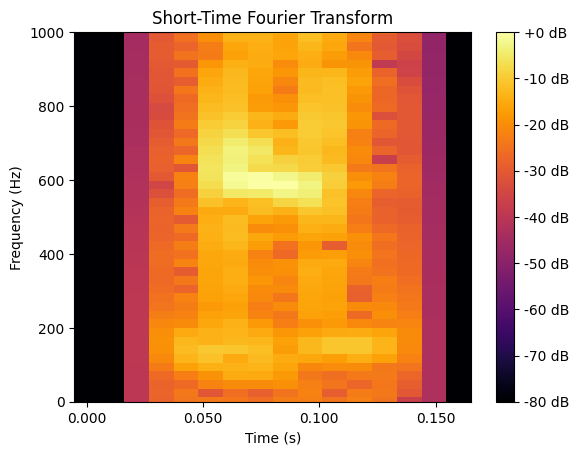 Short-Time Fourier Transform
Frequency (Hz)
1000
800
600
400
200
0
0.000
0.050
0.100
0.150
Time (s)
+0 dB
-10 dB
-20 dB
-30 dB
-40 dB
-50 dB
-60 dB
-70 dB
-80 dB